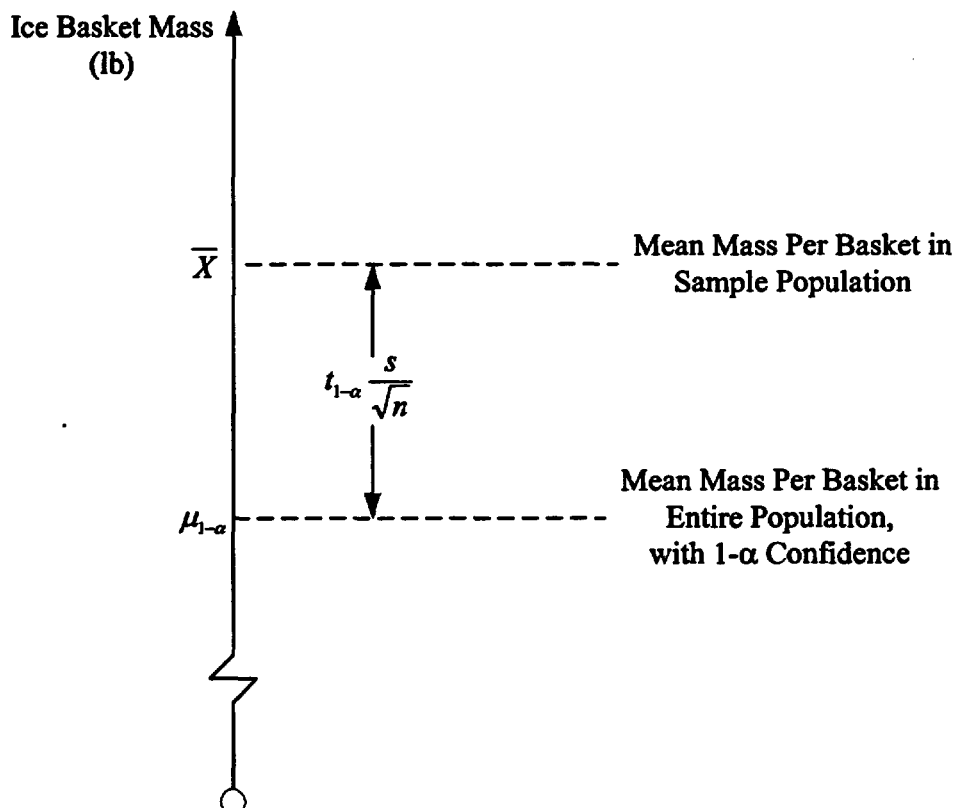 Ice Basket Mass
(lb)
X̅
Mean Mass Per Basket in
Sample Population
t₁₋α s/√n
Mean Mass Per Basket in
Entire Population,
with 1-α Confidence
μ₁₋α